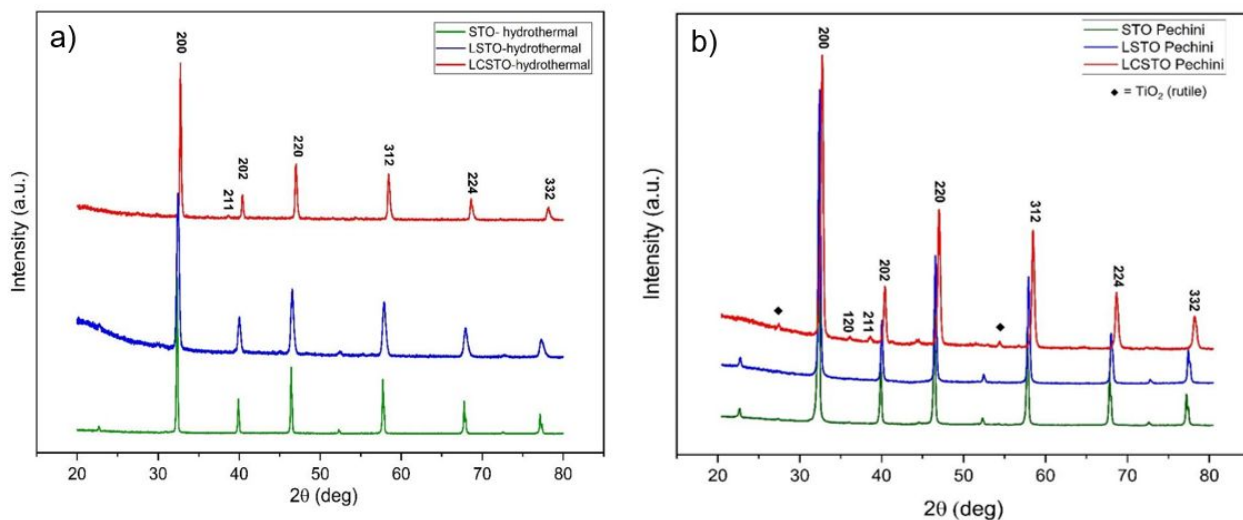 a)
STO- hydrothermal
LSTO-hydrothermal
LCSTO-hydrothermal
200
211
202
220
312
224
332
Intensity (a.u.)
20 30 40 50 60 70 80
2θ (deg)
b)
STO Pechini
LSTO Pechini
LCSTO Pechini
◆ = TiO₂ (rutile)
200
120
211
202
220
312
224
332
Intensity (a.u.)
20 30 40 50 60 70 80
2θ (deg)